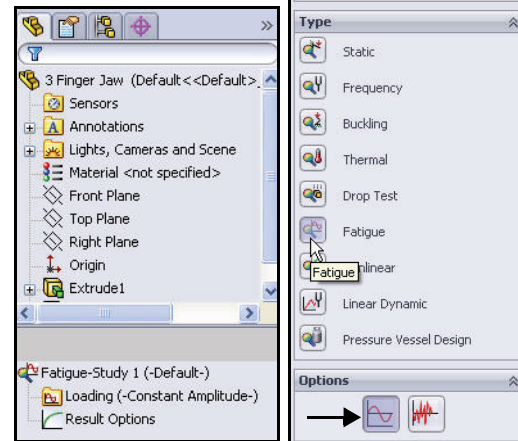 3 Finger Jaw (Default<<Default>_
Sensors
Annotations
Lights, Cameras and Scene
Material <not specified>
Front Plane
Top Plane
Right Plane
Origin
Extrude1
Fatigue-Study 1 (-Default-)
Loading (-Constant Amplitude-)
Result Options
Type
Static
Frequency
Buckling
Thermal
Drop Test
Fatigue
Fatigue
nlinear
Linear Dynamic
Pressure Vessel Design
Options